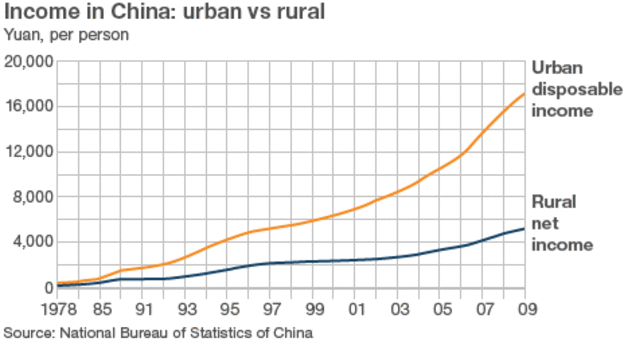 Income in China: urban vs rural
Yuan, per person
20,000
16,000
12,000
8,000
4,000
0
Urban
disposable
income
Rural
net
income
1978 85 91 93 95 97 99 01 03 07 09
Source: National Bureau of Statistics of China